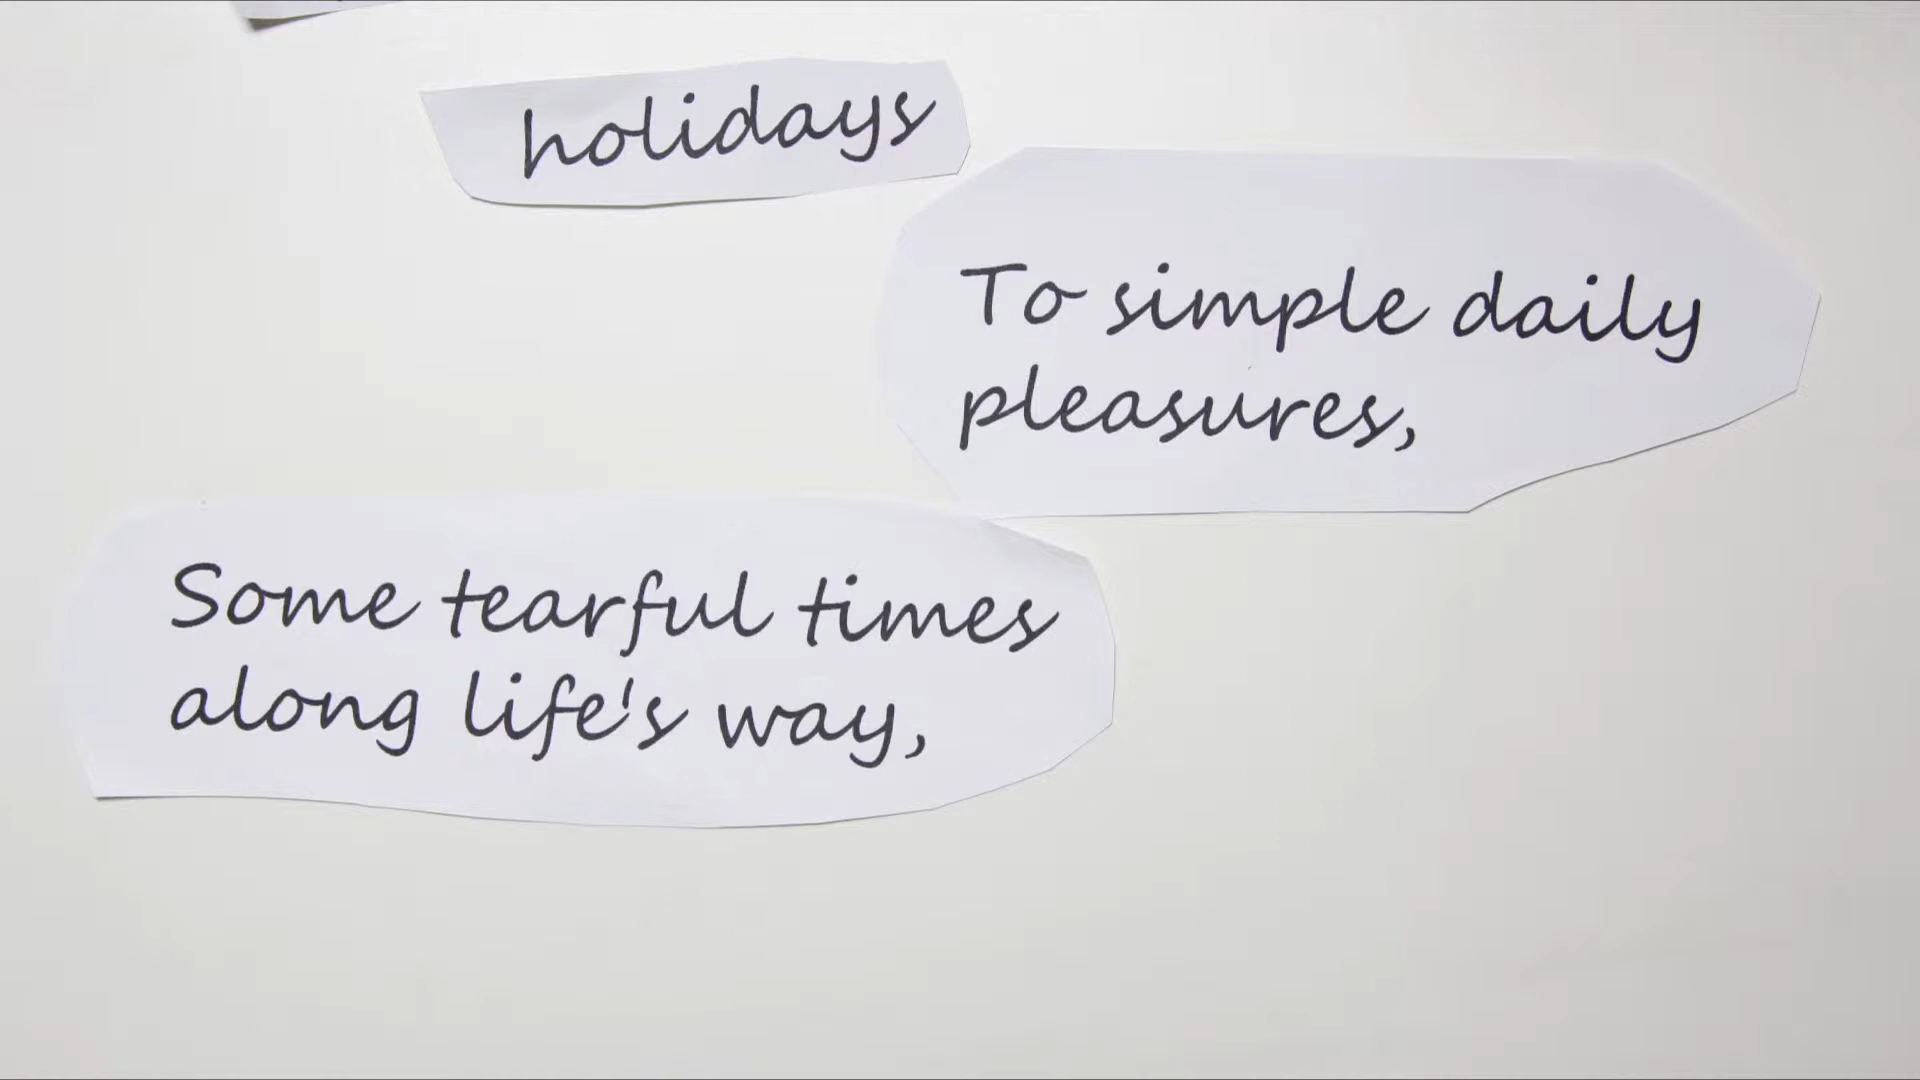 holidays
To simple daily
pleasures,
Some tearful times
along life's way,